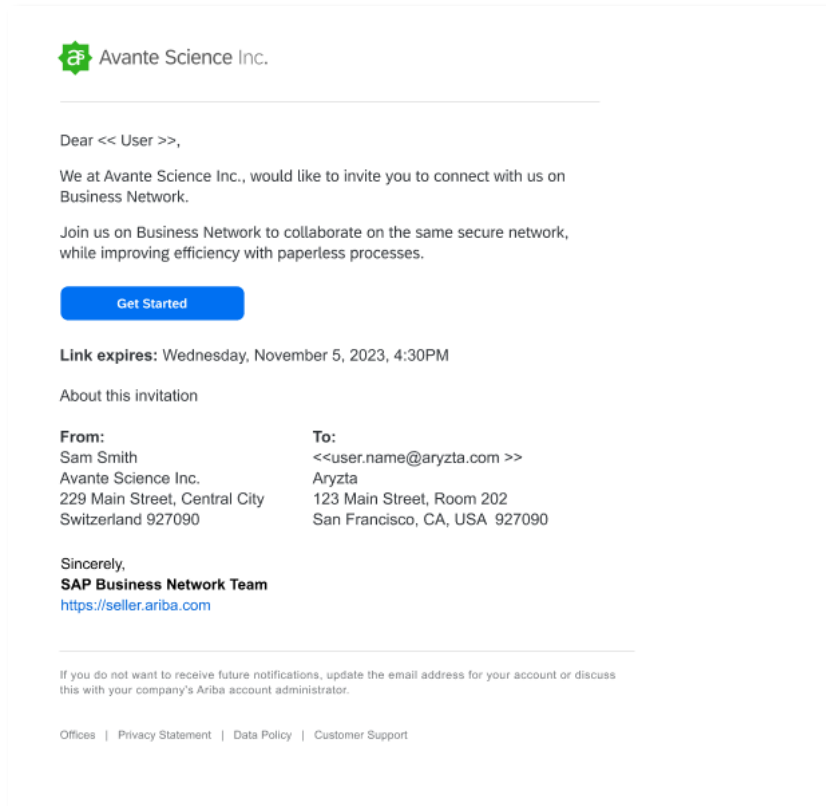 as Avante Science Inc.
Dear << User >>,
We at Avante Science Inc., would like to invite you to connect with us on
Business Network.
Join us on Business Network to collaborate on the same secure network,
while improving efficiency with paperless processes.
Get Started
Link expires: Wednesday, November 5, 2023, 4:30PM
About this invitation
From:
Sam Smith
Avante Science Inc.
229 Main Street, Central City
Switzerland 927090
To:
<<user.name@aryzta.com >>
Aryzta
123 Main Street, Room 202
San Francisco, CA, USA  927090
Sincerely,
SAP Business Network Team
https://seller.ariba.com
If you do not want to receive future notifications, update the email address for your account or discuss
this with your company's Ariba account administrator.
Offices | Privacy Statement | Data Policy | Customer Support